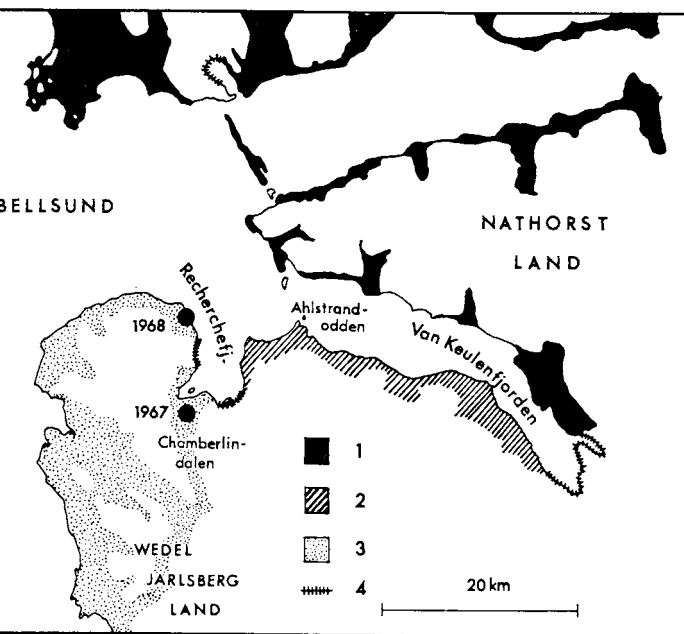 BELLSUND
NATHORST
LAND
Recherchefj-
1968
Ahlstrand-
odden
Van Keulenfjorden
1967
Chamberlin-
dalen
WEDEL
JARLSBERG
LAND
1
2
3
4
20 km